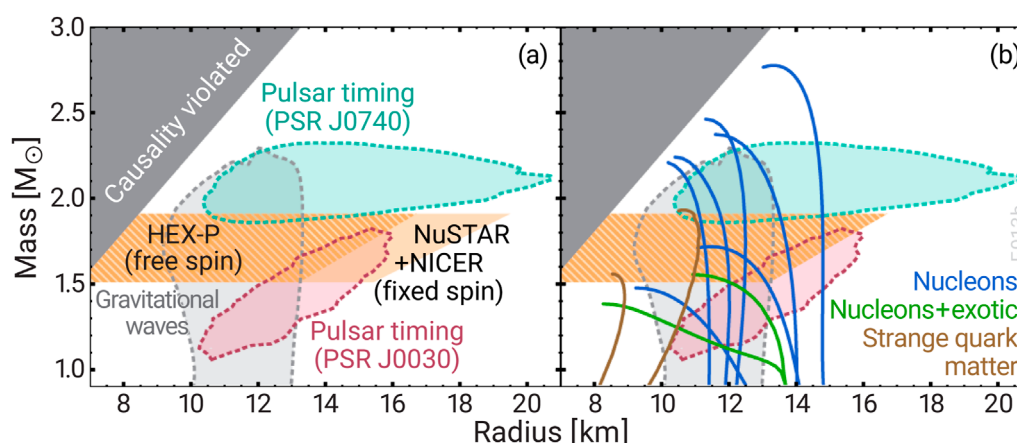 3.0
2.5
2.0
1.5
1.0
Mass [M⊙]
(a)
Causality violated
Pulsar timing
(PSR J0740)
HEX-P
(free spin)
NuSTAR
+NICER
(fixed spin)
Gravitational
waves
Pulsar timing
(PSR J0030)
8 10 12 14 16 18 20
(b)
Nucleons
Nucleons+exotic
Strange quark
matter
8 10 12 14 16 18 20
Radius [km]